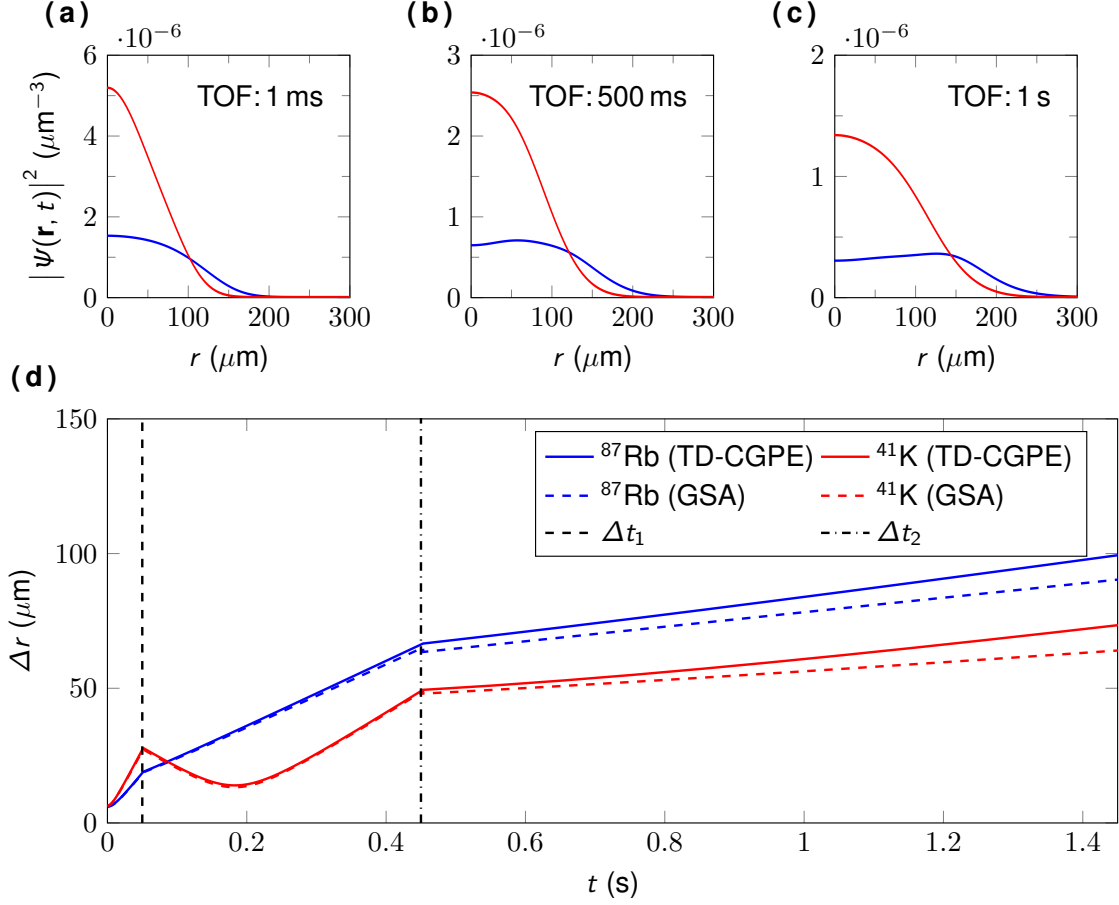 (a) (b) (c)
·10⁻⁶ ·10⁻⁶ ·10⁻⁶
|Ψ(r, t)|² (μm⁻³)
6
4
2
0
TOF: 1 ms
0 100 200 300
r (μm)
3
2
1
0
TOF: 500 ms
0 100 200 300
r (μm)
2
1
0
TOF: 1 s
0 100 200 300
r (μm)
(d)
Δr (μm)
150
100
50
0
⁸⁷Rb (TD-CGPE) ⁴¹K (TD-CGPE)
⁸⁷Rb (GSA) ⁴¹K (GSA)
Δt₁ Δt₂
0 0.2 0.4 0.6 0.8 1 1.2 1.4
t (s)